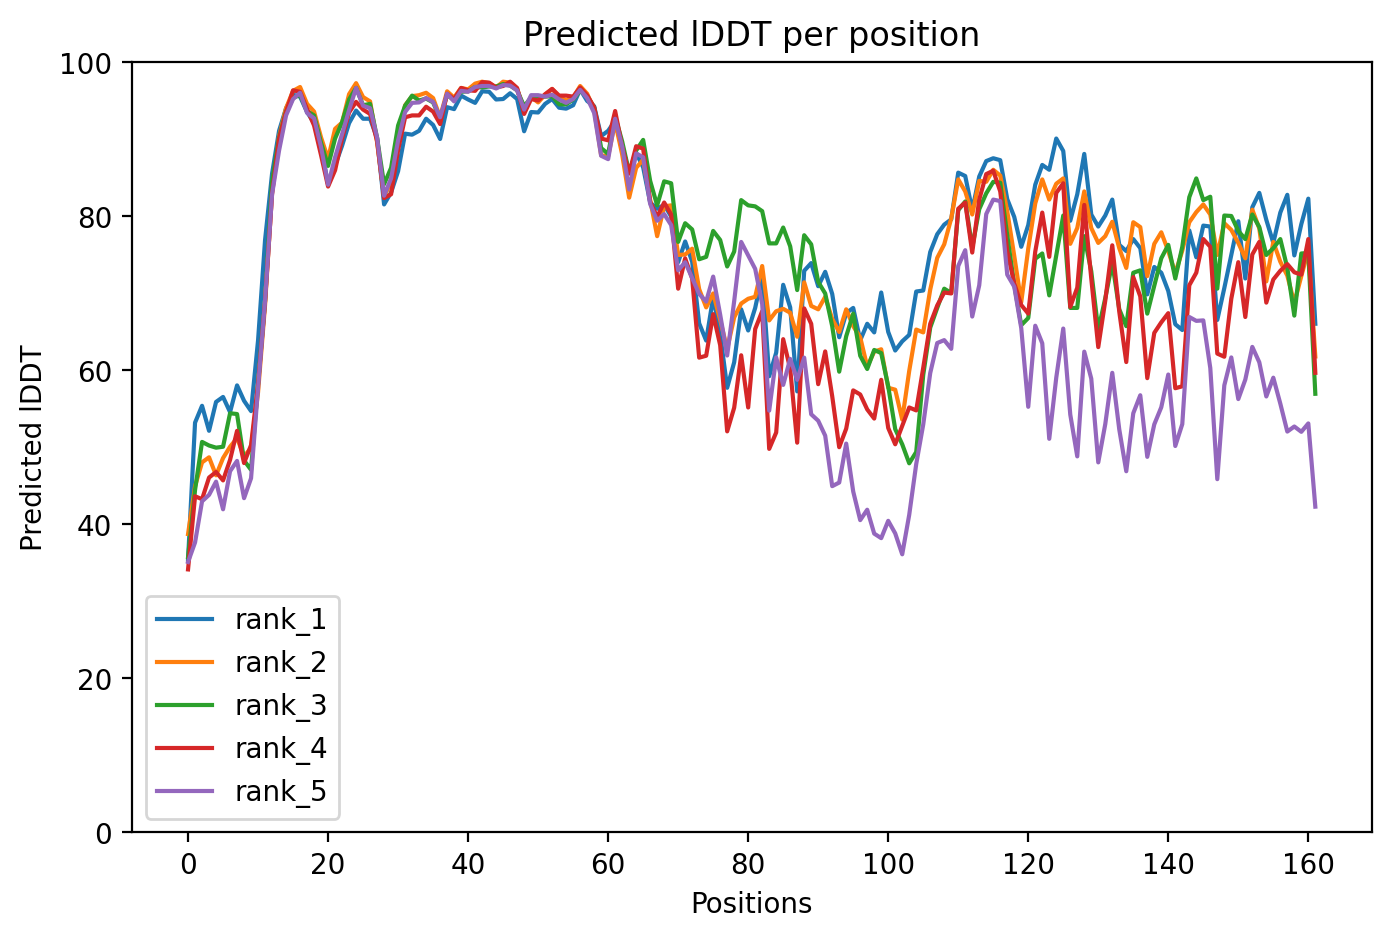 Predicted lDDT per position
100
80
60
40
20
0
Predicted lDDT
rank_1
rank_2
rank_3
rank_4
rank_5
0 20 40 60 80 100 120 140 160
Positions